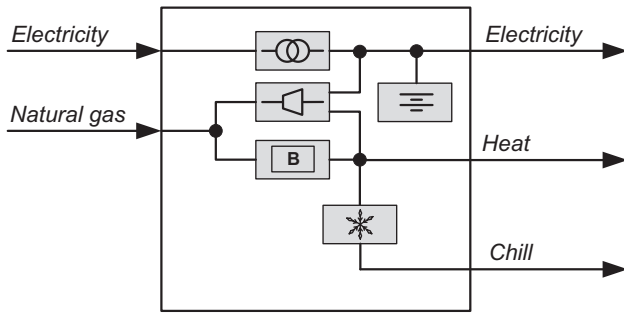 Electricity
Electricity
Natural gas
B
Heat
Chill